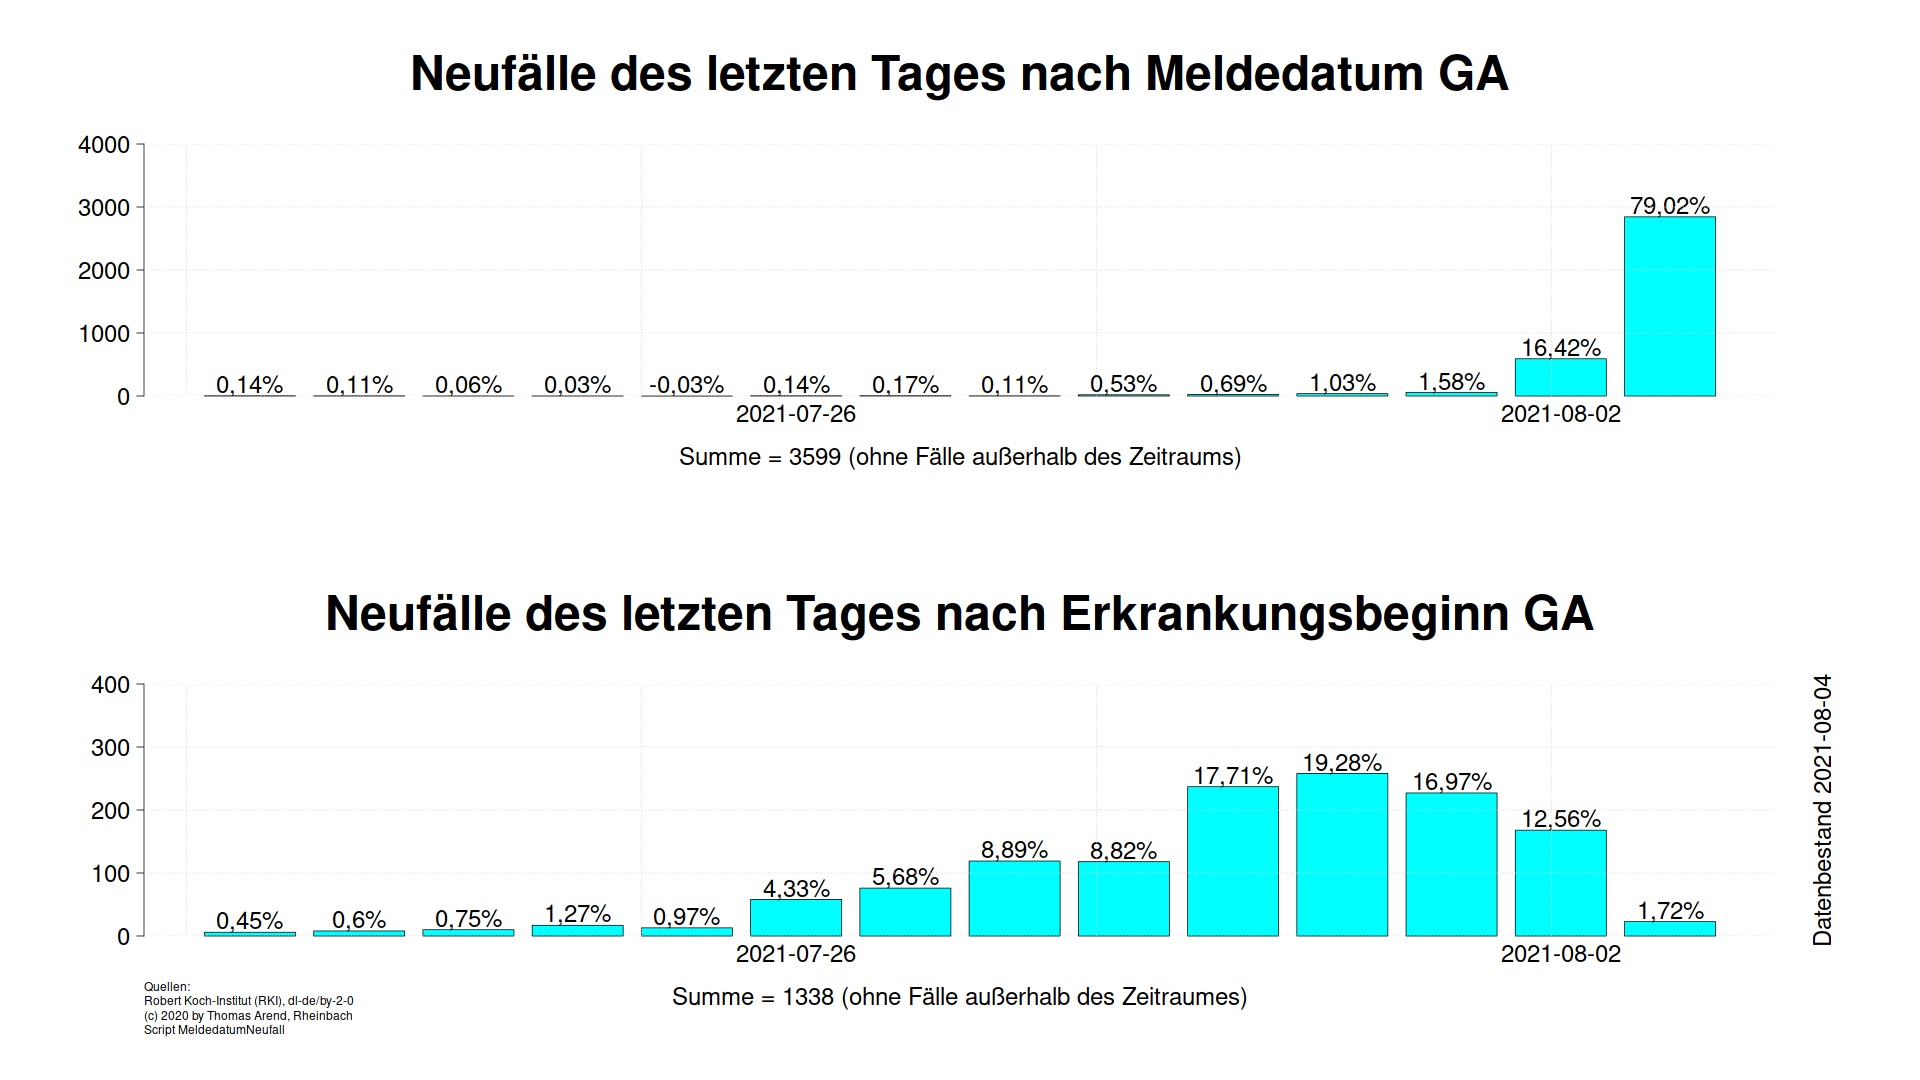 Neufälle des letzten Tages nach Meldedatum GA
4000
3000
2000
1000
0
0,14% 0,11% 0,06% 0,03% -0,03% 0,14% 0,17% 0,11% 0,53% 0,69% 1,03% 1,58% 16,42% 79,02%
2021-07-26 2021-08-02
Summe = 3599 (ohne Fälle außerhalb des Zeitraums)
Neufälle des letzten Tages nach Erkrankungsbeginn GA
400
300
200
100
0
0,45% 0,6% 0,75% 1,27% 0,97% 4,33% 5,68% 8,89% 8,82% 17,71% 19,28% 16,97% 12,56% 1,72%
2021-07-26 2021-08-02
Summe = 1338 (ohne Fälle außerhalb des Zeitraumes)
Datenbestand 2021-08-04
Quellen:
Robert Koch-Institut (RKI), dl-de/by-2-0
(c) 2020 by Thomas Arend, Rheinbach
Script MeldedatumNeufall